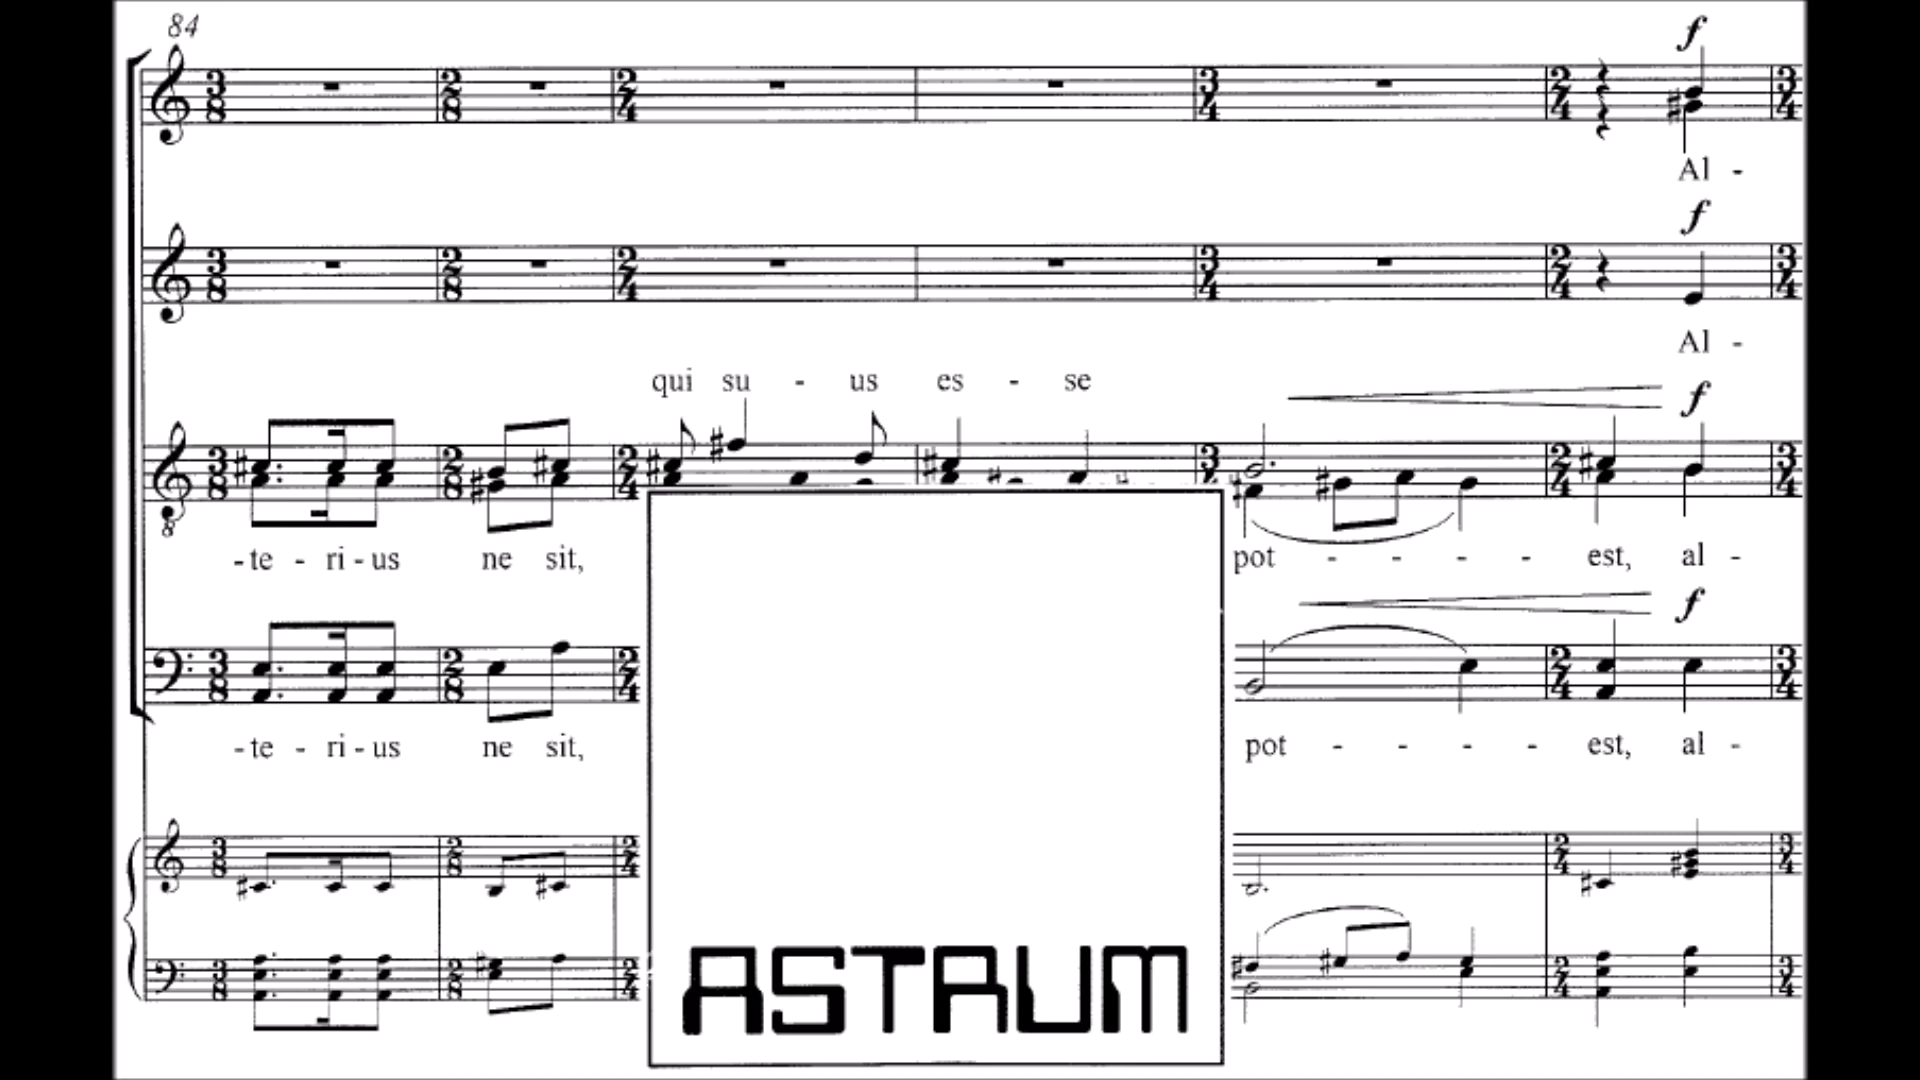 84
f
Al -
f
Al -
qui su - us es - se
f
- te - ri - us ne sit, pot - - - - est, al -
f
- te - ri - us ne sit, pot - - - - est, al -
ASTRUM